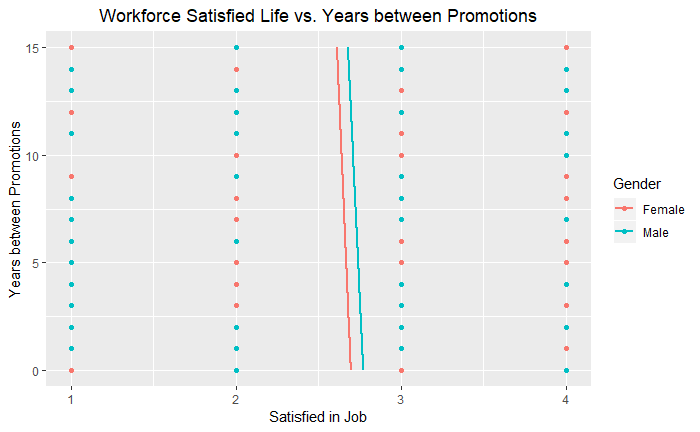 Workforce Satisfied Life vs. Years between Promotions
Years between Promotions
15
10
5
0
1 2 3 4
Satisfied in Job
Gender
Female
Male